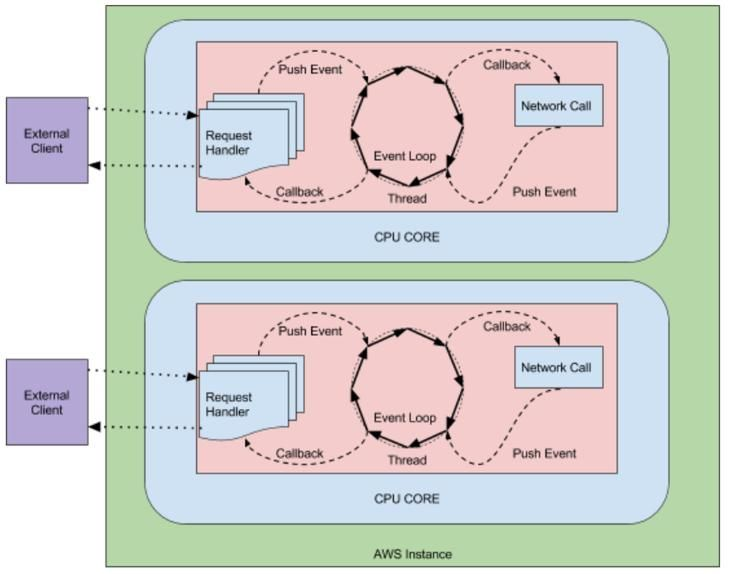 Push Event
Callback
External
Client
Request
Handler
Network Call
Event Loop
Callback
Thread
Push Event
CPU CORE
Push Event
Callback
External
Client
Request
Handler
Network Call
Event Loop
Callback
Thread
Push Event
CPU CORE
AWS Instance